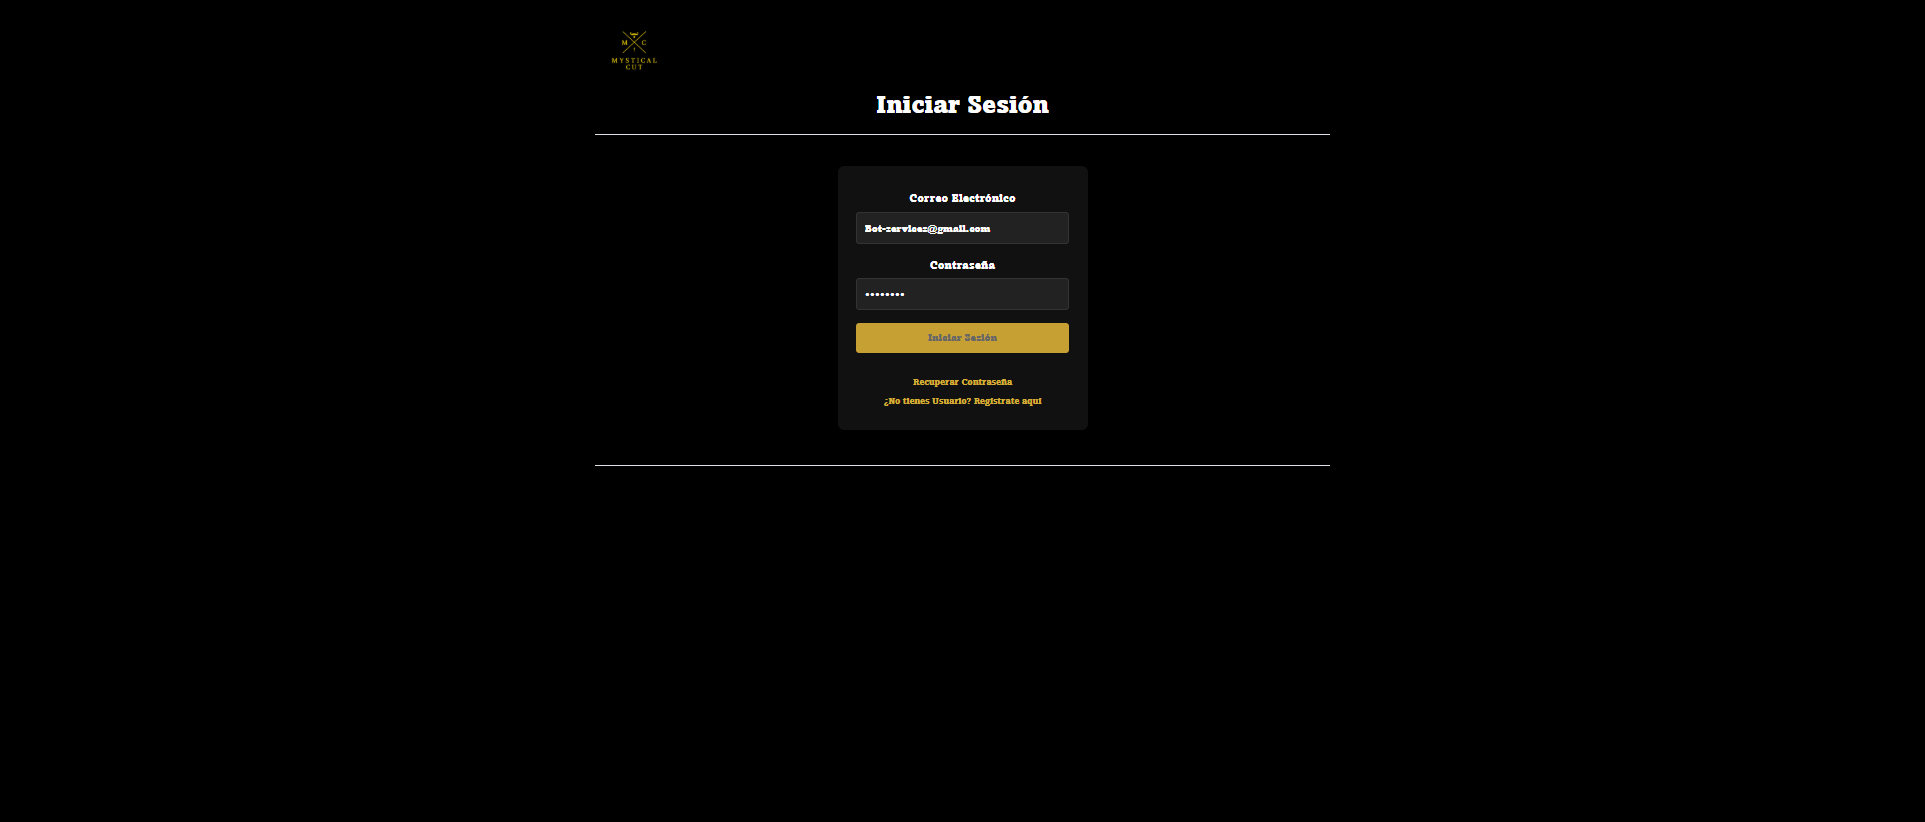 M C
MYSTICAL
CUT
Iniciar Sesión
Correo Electrónico
Bot-servicez@gmail.com
Contraseña
••••••••
Iniciar Sesión
Recuperar Contraseña
¿No tienes Usuario? Registrate aquí